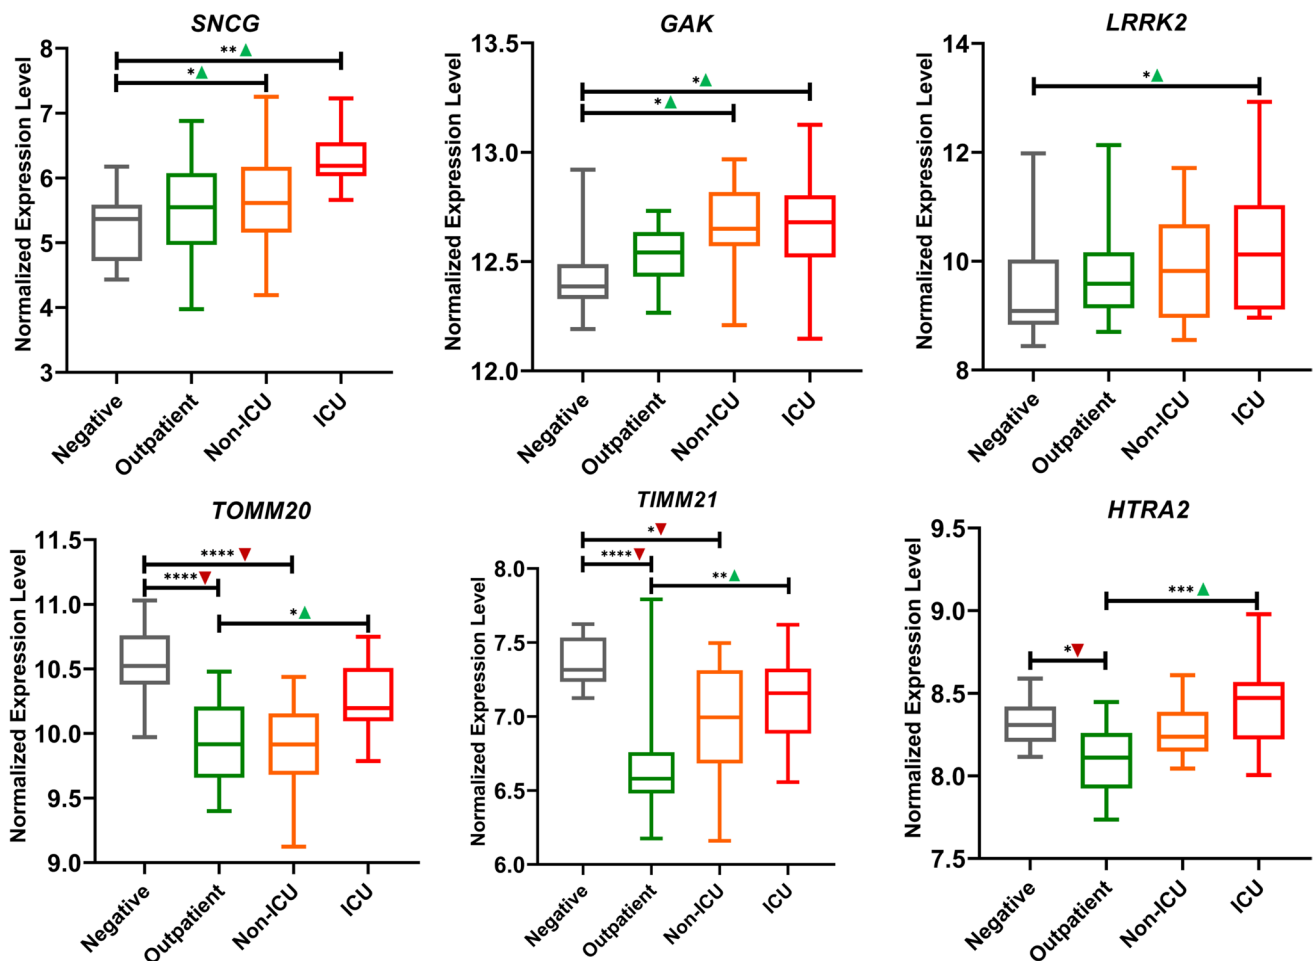 SNCG
Normalized Expression Level
8
7
6
5
4
3
**▲
*▲
Negative
Outpatient
Non-ICU
ICU
GAK
Normalized Expression Level
13.5
13.0
12.5
12.0
*▲
*▲
Negative
Outpatient
Non-ICU
ICU
LRRK2
Normalized Expression Level
14
12
10
8
*▲
Negative
Outpatient
Non-ICU
ICU
TOMM20
Normalized Expression Level
11.5
11.0
10.5
10.0
9.5
9.0
****▼
****▼
*▲
Negative
Outpatient
Non-ICU
ICU
TIMM21
Normalized Expression Level
8.0
7.5
7.0
6.5
6.0
*▼
****▼
**▲
Negative
Outpatient
Non-ICU
ICU
HTRA2
Normalized Expression Level
9.5
9.0
8.5
8.0
7.5
***▲
*▼
Negative
Outpatient
Non-ICU
ICU